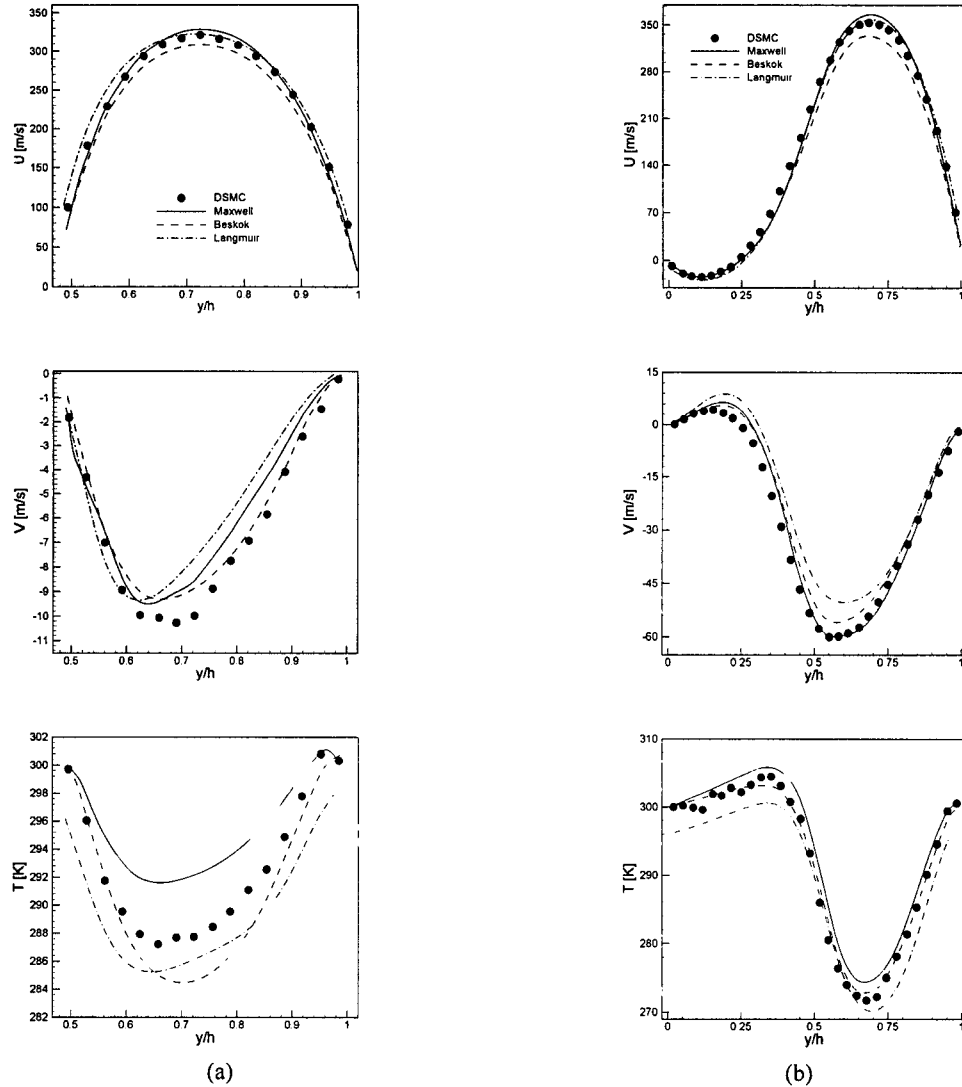 350
300
250
200
150
100
50
0
U [m/s]
DSMC
Maxwell
Beskok
Langmuir
0.5 0.6 0.7 0.8 0.9 1
y/h
350
280
210
140
70
0
U [m/s]
DSMC
Maxwell
Beskok
Langmuir
0 0.25 0.5 0.75 1
y/h
0
-1
-2
-3
-4
-5
-6
-7
-8
-9
-10
-11
V [m/s]
0.5 0.6 0.7 0.8 0.9 1
y/h
15
0
-15
-30
-45
-60
V [m/s]
0 0.25 0.5 0.75 1
y/h
302
300
298
296
294
292
290
288
286
284
282
T [K]
0.5 0.6 0.7 0.8 0.9 1
y/h
310
300
290
280
270
T [K]
0 0.25 0.5 0.75 1
y/h
(a)
(b)